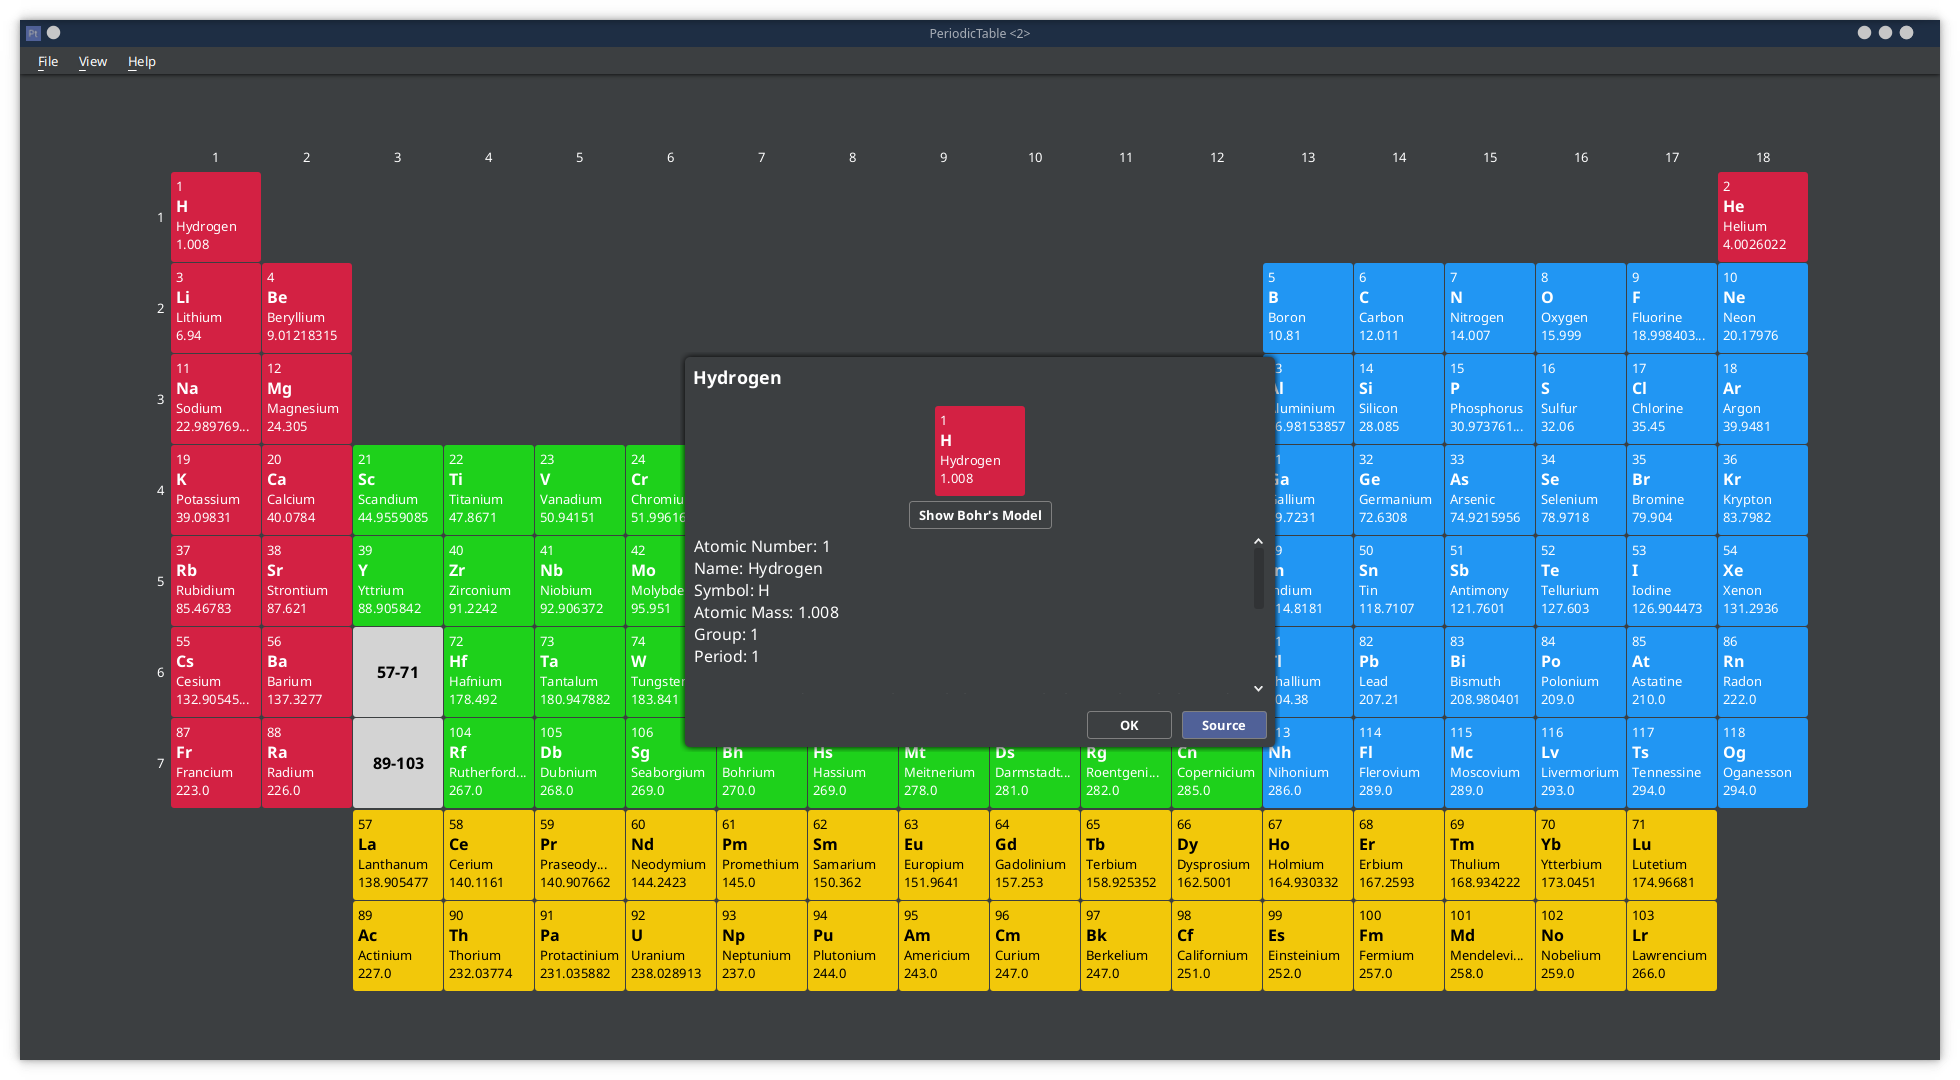 Pt PeriodicTable <2>
File View Help
1 2 3 4 5 6 7 8 9 10 11 12 13 14 15 16 17 18
1
1 2
H He
Hydrogen Helium
1.008 4.0026022
2
3 4 5 6 7 8 9 10
Li Be B C N O F Ne
Lithium Beryllium Boron Carbon Nitrogen Oxygen Fluorine Neon
6.94 9.01218315 10.81 12.011 14.007 15.999 18.998403... 20.17976
3
11 12 14 15 16 17 18
Na Mg Si P S Cl Ar
Sodium Magnesium Silicon Phosphorus Sulfur Chlorine Argon
22.989769... 24.305 28.085 30.973761... 32.06 35.45 39.9481
4
19 20 21 22 23 24 32 33 34 35 36
K Ca Sc Ti V Cr Ge As Se Br Kr
Potassium Calcium Scandium Titanium Vanadium Germanium Arsenic Selenium Bromine Krypton
39.09831 40.0784 44.9559085 47.8671 50.94151 51.99616 72.6308 74.9215956 78.9718 79.904 83.7982
5
37 38 39 40 41 42 50 51 52 53 54
Rb Sr Y Zr Nb Mo Sn Sb Te I Xe
Rubidium Strontium Yttrium Zirconium Niobium Tin Antimony Tellurium Iodine Xenon
85.46783 87.621 88.905842 91.2242 92.906372 95.951 118.7107 121.7601 127.603 126.904473 131.2936
6
55 56 57-71 72 73 74 82 83 84 85 86
Cs Ba Hf Ta W Pb Bi Po At Rn
Cesium Barium Hafnium Tantalum Lead Bismuth Polonium Astatine Radon
132.90545... 137.3277 178.492 180.947882 183.841 207.21 208.980401 209.0 210.0 222.0
7
87 88 89-103 104 105 106 114 115 116 117 118
Fr Ra Rf Db Sg Bh Hs Mt Ds Rg Cn Nh Fl Mc Lv Ts Og
Francium Radium Rutherford... Dubnium Seaborgium Bohrium Hassium Meitnerium Darmstadt... Roentgeni... Copernicium Nihonium Flerovium Moscovium Livermorium Tennessine Oganesson
223.0 226.0 267.0 268.0 269.0 270.0 269.0 278.0 281.0 282.0 285.0 286.0 289.0 289.0 293.0 294.0 294.0
57 58 59 60 61 62 63 64 65 66 67 68 69 70 71
La Ce Pr Nd Pm Sm Eu Gd Tb Dy Ho Er Tm Yb Lu
Lanthanum Cerium Praseody... Neodymium Promethium Samarium Europium Gadolinium Terbium Dysprosium Holmium Erbium Thulium Ytterbium Lutetium
138.905477 140.1161 140.907662 144.2423 145.0 150.362 151.9641 157.253 158.925352 162.5001 164.930332 167.2593 168.934222 173.0451 174.96681
89 90 91 92 93 94 95 96 97 98 99 100 101 102 103
Ac Th Pa U Np Pu Am Cm Bk Cf Es Fm Md No Lr
Actinium Thorium Protactinium Uranium Neptunium Plutonium Americium Curium Berkelium Californium Einsteinium Fermium Mendelevi... Nobelium Lawrencium
227.0 232.03774 231.035882 238.028913 237.0 244.0 243.0 247.0 247.0 251.0 252.0 257.0 258.0 259.0 266.0
Hydrogen
1
H
Hydrogen
1.008
Show Bohr's Model
Atomic Number: 1
Name: Hydrogen
Symbol: H
Atomic Mass: 1.008
Group: 1
Period: 1
OK Source